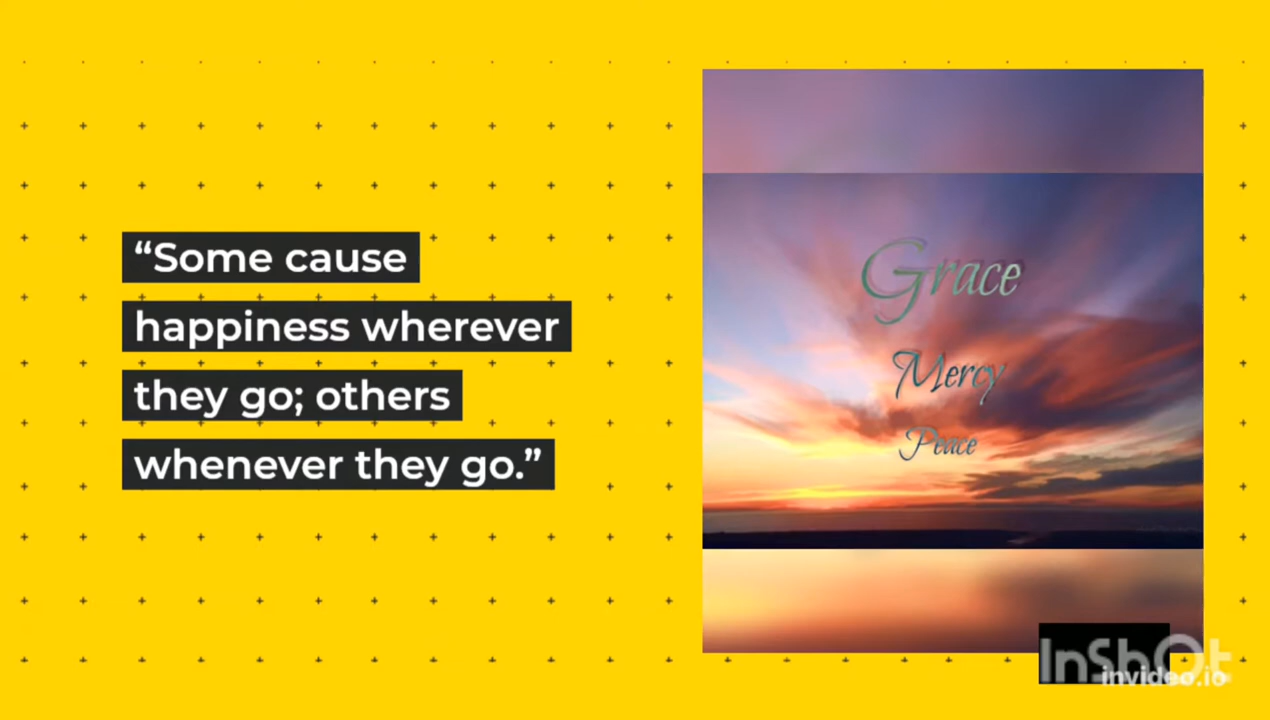 “Some cause
happiness wherever
they go; others
whenever they go.”
Grace
Mercy
Peace
InShOt
invideo.io